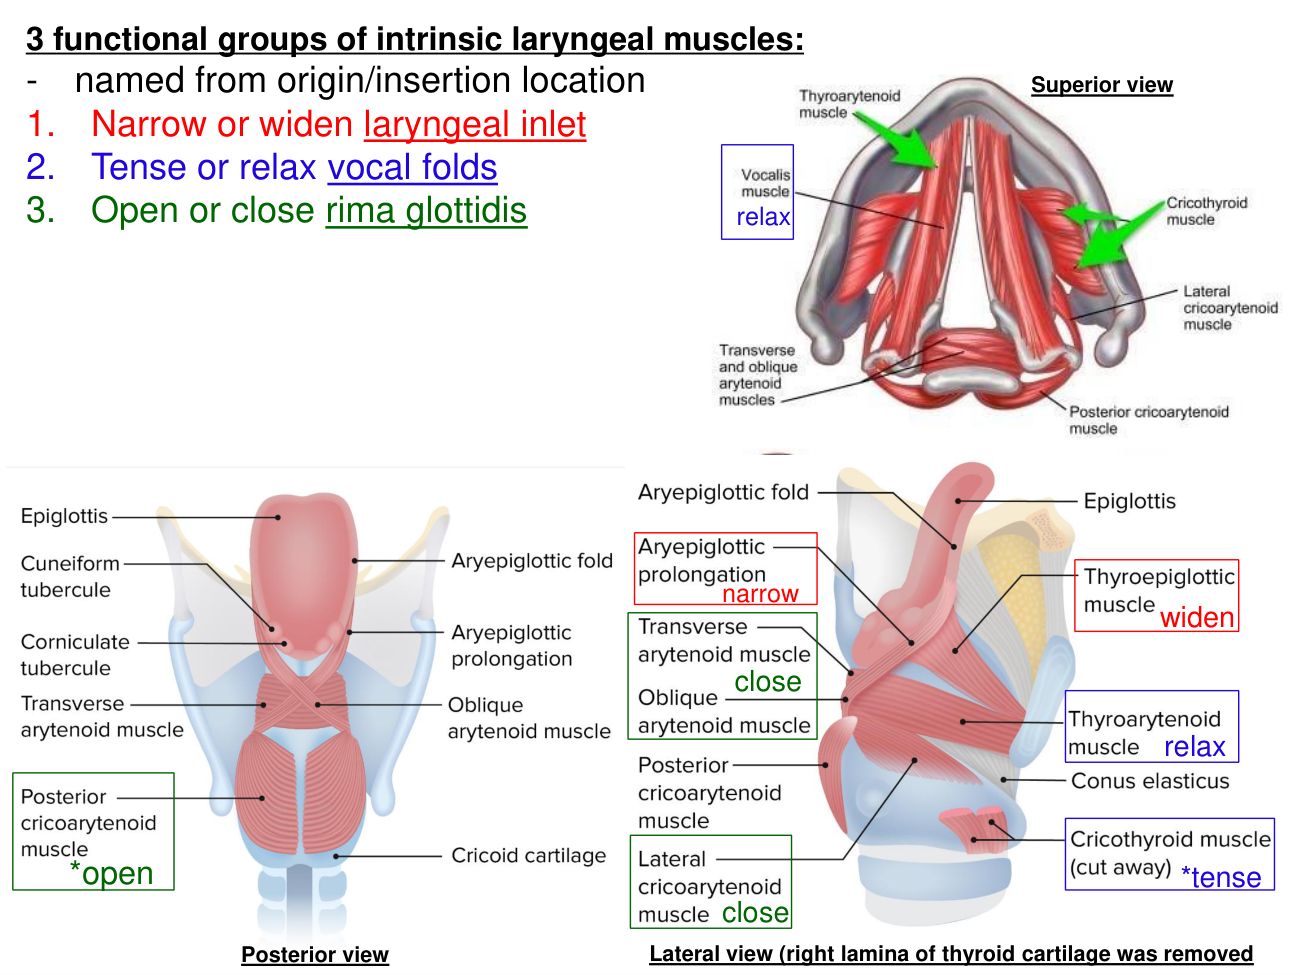 3 functional groups of intrinsic laryngeal muscles:
- named from origin/insertion location
1. Narrow or widen laryngeal inlet
2. Tense or relax vocal folds
3. Open or close rima glottidis
Superior view
Thyroarytenoid
muscle
Vocalis
muscle
relax
Cricothyroid
muscle
Lateral
cricoarytenoid
muscle
Transverse
and oblique
arytenoid
muscles
Posterior cricoarytenoid
muscle
Epiglottis
Cuneiform
tubercule
Corniculate
tubercule
Transverse
arytenoid muscle
Posterior
cricoarytenoid
muscle
*open
Aryepiglottic fold
Aryepiglottic
prolongation
Oblique
arytenoid muscle
Cricoid cartilage
Posterior view
Aryepiglottic fold
Aryepiglottic
prolongation
narrow
Transverse
arytenoid muscle
close
Oblique
arytenoid muscle
Posterior
cricoarytenoid
muscle
Lateral
cricoarytenoid
muscle close
Epiglottis
Thyroepiglottic
muscle
widen
Thyroarytenoid
muscle relax
Conus elasticus
Cricothyroid muscle
(cut away) *tense
Lateral view (right lamina of thyroid cartilage was removed